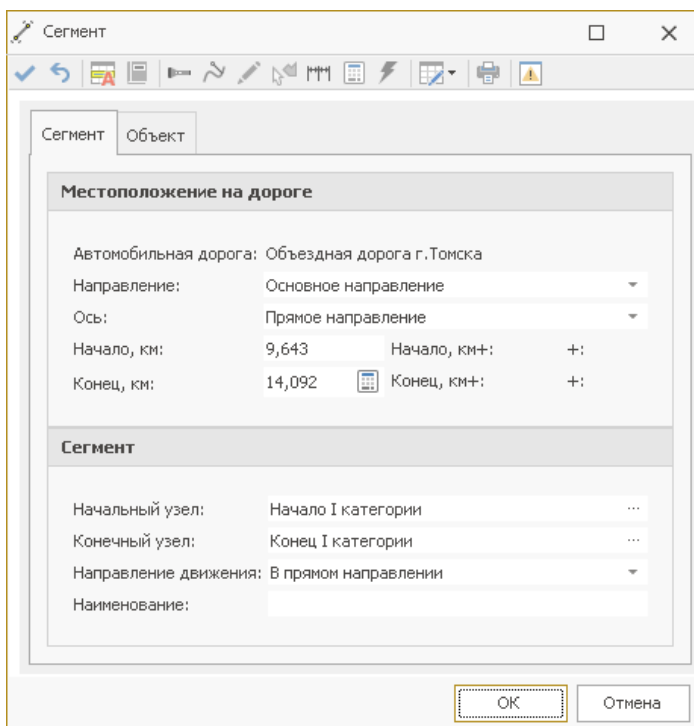 Сегмент
Сегмент Объект
Местоположение на дороге
Автомобильная дорога: Объездная дорога г.Томска
Направление: Основное направление
Ось: Прямое направление
Начало, км: 9,643 Начало, км+: +:
Конец, км: 14,092 Конец, км+: +:
Сегмент
Начальный узел: Начало I категории ...
Конечный узел: Конец I категории ...
Направление движения: В прямом направлении
Наименование:
ОК Отмена